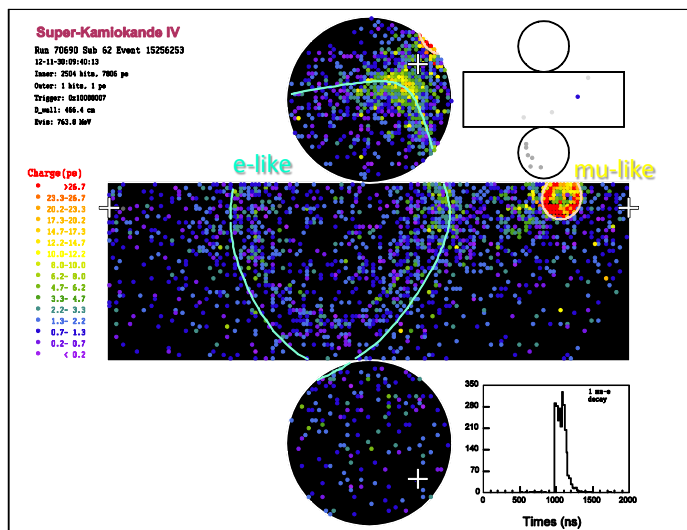 Super-Kamiokande IV
Run 70690 Sub 62 Event 15256253
12-11-30:09:40:13
Inner: 2504 hits, 7806 pe
Outer: 1 hits, 1 pe
Trigger: 0x10000007
D_wall: 466.4 cm
Evis: 763.0 MeV
e-like
mu-like
Charge(pe)
>26.7
23.3-26.7
20.2-23.3
17.3-20.2
14.7-17.3
12.2-14.7
10.0-12.2
8.0-10.0
6.2- 8.0
4.7- 6.2
3.3- 4.7
2.2- 3.3
1.3- 2.2
0.7- 1.3
0.2- 0.7
< 0.2
1 mu-e
decay
350
280
210
140
70
0
0
500
1000
1500
2000
Times (ns)